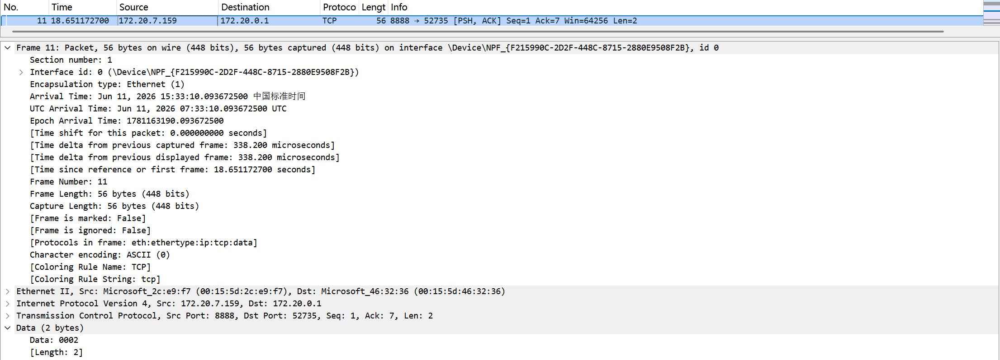 No. Time Source Destination Protoco Lengt Info
11 18.651172700 172.20.7.159 172.20.0.1 TCP 56 8888 → 52735 [PSH, ACK] Seq=1 Ack=7 Win=64256 Len=2
Frame 11: Packet, 56 bytes on wire (448 bits), 56 bytes captured (448 bits) on interface \Device\NPF_{F215990C-2D2F-448C-8715-2880E9508F2B}, id 0
Section number: 1
Interface id: 0 (\Device\NPF_{F215990C-2D2F-448C-8715-2880E9508F2B})
Encapsulation type: Ethernet (1)
Arrival Time: Jun 11, 2026 15:33:10.093672500 中国标准时间
UTC Arrival Time: Jun 11, 2026 07:33:10.093672500 UTC
Epoch Arrival Time: 1781163190.093672500
[Time shift for this packet: 0.000000000 seconds]
[Time delta from previous captured frame: 338.200 microseconds]
[Time delta from previous displayed frame: 338.200 microseconds]
[Time since reference or first frame: 18.651172700 seconds]
Frame Number: 11
Frame Length: 56 bytes (448 bits)
Capture Length: 56 bytes (448 bits)
[Frame is marked: False]
[Frame is ignored: False]
[Protocols in frame: eth:ethertype:ip:tcp:data]
Character encoding: ASCII (0)
[Coloring Rule Name: TCP]
[Coloring Rule String: tcp]
Ethernet II, Src: Microsoft_2c:e9:f7 (00:15:5d:2c:e9:f7), Dst: Microsoft_46:32:36 (00:15:5d:46:32:36)
Internet Protocol Version 4, Src: 172.20.7.159, Dst: 172.20.0.1
Transmission Control Protocol, Src Port: 8888, Dst Port: 52735, Seq: 1, Ack: 7, Len: 2
Data (2 bytes)
Data: 0002
[Length: 2]